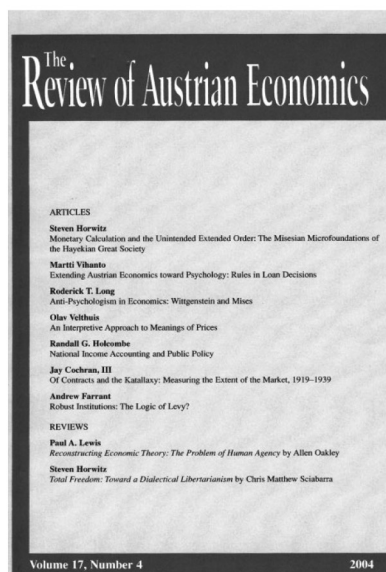 The
Review of Austrian Economics
ARTICLES
Steven Horwitz
Monetary Calculation and the Unintended Extended Order: The Misesian Microfoundations of
the Hayekian Great Society
Martti Vihanto
Extending Austrian Economics toward Psychology: Rules in Loan Decisions
Roderick T. Long
Anti-Psychologism in Economics: Wittgenstein and Mises
Olav Velthuis
An Interpretive Approach to Meanings of Prices
Randall G. Holcombe
National Income Accounting and Public Policy
Jay Cochran, III
Of Contracts and the Katallaxy: Measuring the Extent of the Market, 1919–1939
Andrew Farrant
Robust Institutions: The Logic of Levy?
REVIEWS
Paul A. Lewis
Reconstructing Economic Theory: The Problem of Human Agency by Allen Oakley
Steven Horwitz
Total Freedom: Toward a Dialectical Libertarianism by Chris Matthew Sciabarra
Volume 17, Number 4 2004